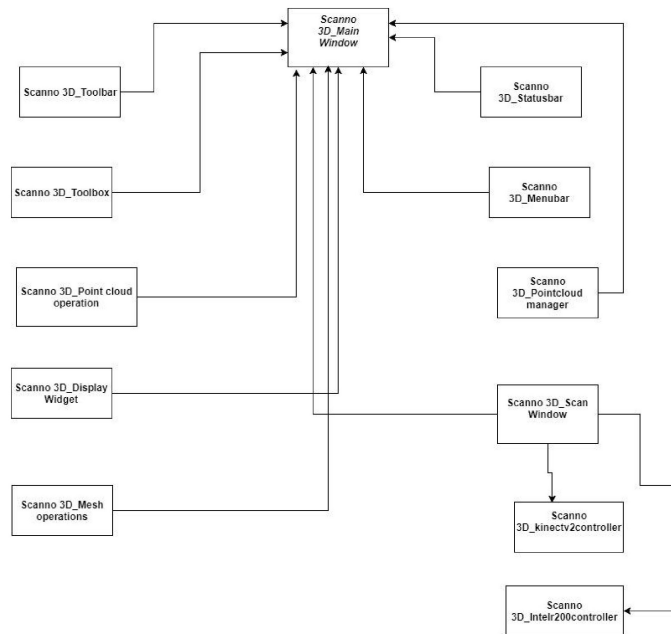 Scanno
3D_Main
Window
Scanno 3D_Toolbar
Scanno
3D_Statusbar
Scanno 3D_Toolbox
Scanno
3D_Menubar
Scanno 3D_Point cloud
operation
Scanno
3D_Pointcloud
manager
Scanno 3D_Display
Widget
Scanno 3D_Scan
Window
Scanno 3D_Mesh
operations
Scanno
3D_kinectv2controller
Scanno
3D_Intelr200controller